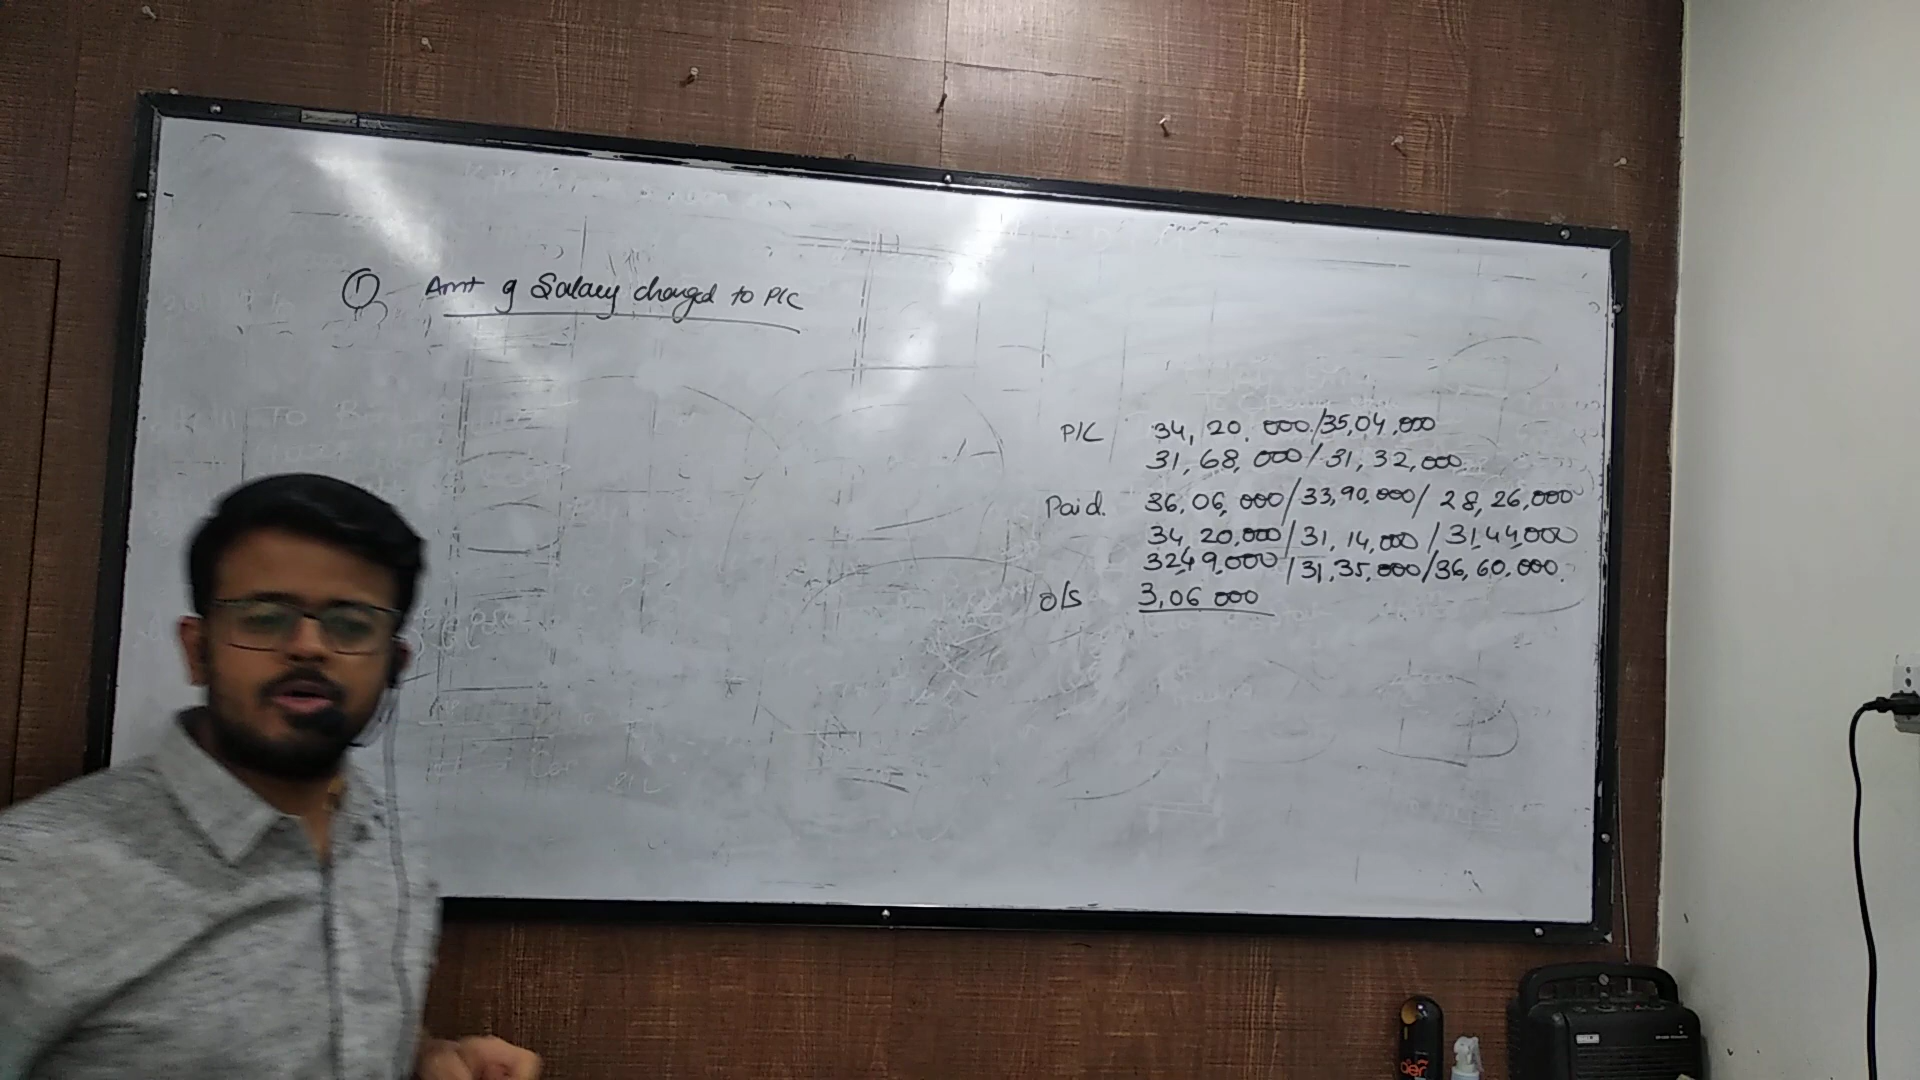 ① Amt g Salary charged to P/C
P/C 34,20,000/35,04,000
31,68,000/31,32,000
Paid. 36,06,000/33,90,000/28,26,000
34,20,000/31,14,000/31,44,000
32,49,000/31,35,000/36,60,000.
O/S 3,06 000